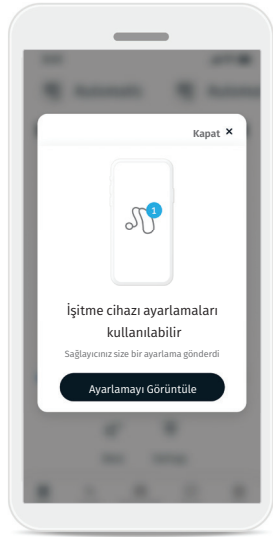 Kapat ×
1
İşitme cihazı ayarlamaları
kullanılabilir
Sağlayıcınız size bir ayarlama gönderdi
Ayarlamayı Görüntüle